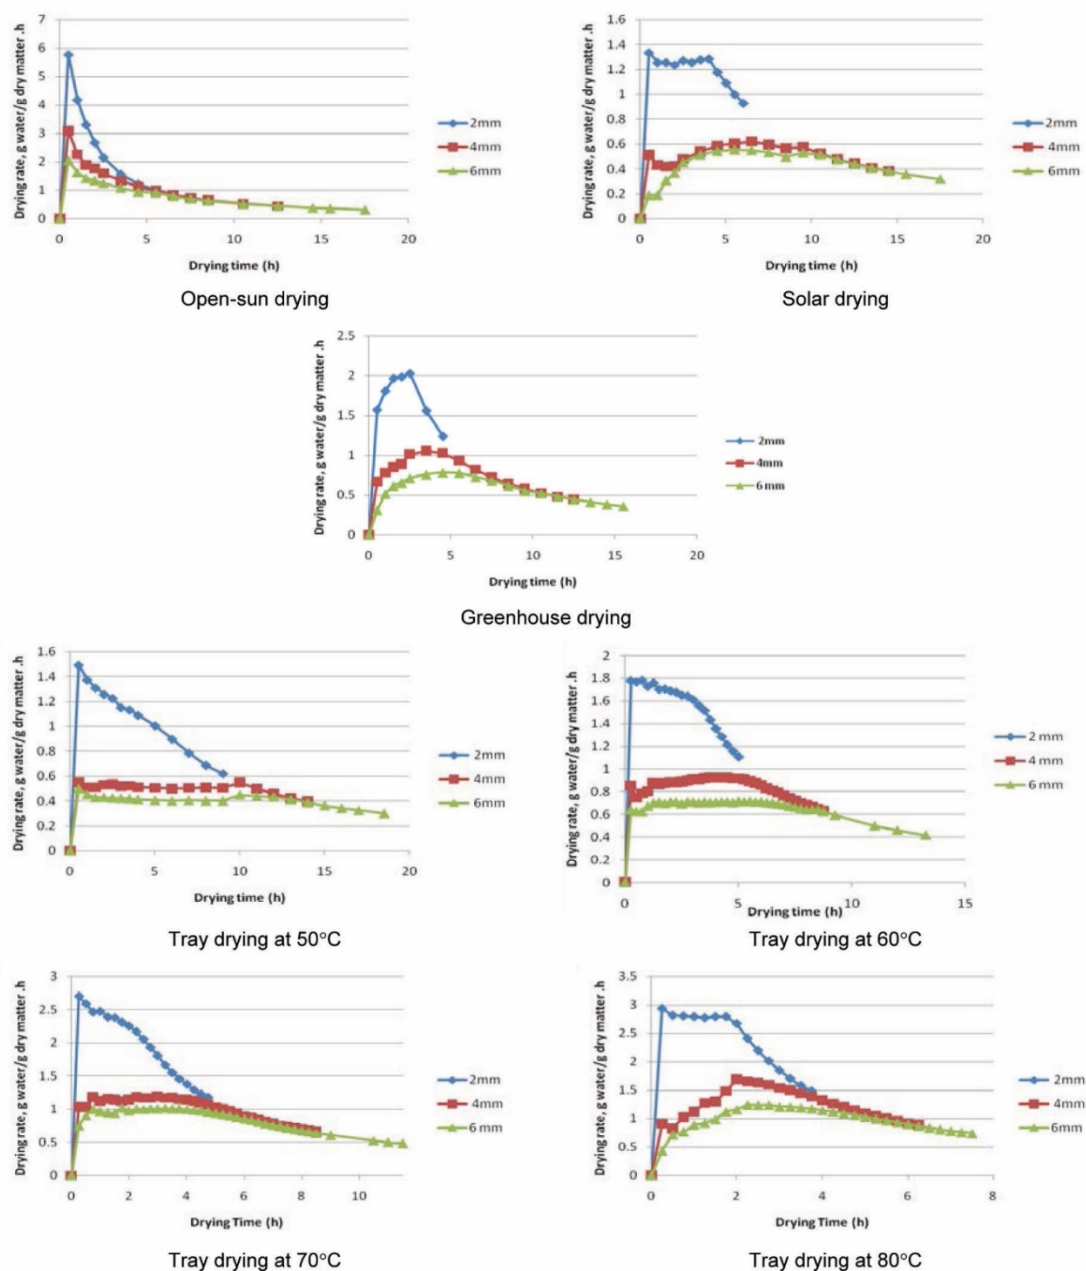 Drying rate, g water/g dry matter .h
7
6
5
4
3
2
1
0
0 5 10 15 20
Drying time (h)
2mm
4mm
6mm
Open-sun drying
Drying rate, g water/g dry matter .h
1.6
1.4
1.2
1
0.8
0.6
0.4
0.2
0
0 5 10 15 20
Drying time (h)
2mm
4mm
6mm
Solar drying
Drying rate, g water/g dry matter .h
2.5
2
1.5
1
0.5
0
0 5 10 15 20
Drying time (h)
2mm
4mm
6mm
Greenhouse drying
Drying rate, g water/g dry matter .h
1.6
1.4
1.2
1
0.8
0.6
0.4
0.2
0
0 5 10 15 20
Drying time (h)
2mm
4mm
6mm
Tray drying at 50°C
Drying rate, g water/g dry matter .h
2
1.8
1.6
1.4
1.2
1
0.8
0.6
0.4
0.2
0
0 5 10 15
Drying time (h)
2 mm
4 mm
6 mm
Tray drying at 60°C
Drying rate, g water/g dry matter .h
3
2.5
2
1.5
1
0.5
0
0 2 4 6 8 10
Drying Time (h)
2mm
4mm
6mm
Tray drying at 70°C
Drying rate, g water/g dry matter .h
3.5
3
2.5
2
1.5
1
0.5
0
0 2 4 6 8
Drying Time (h)
2mm
4mm
6mm
Tray drying at 80°C